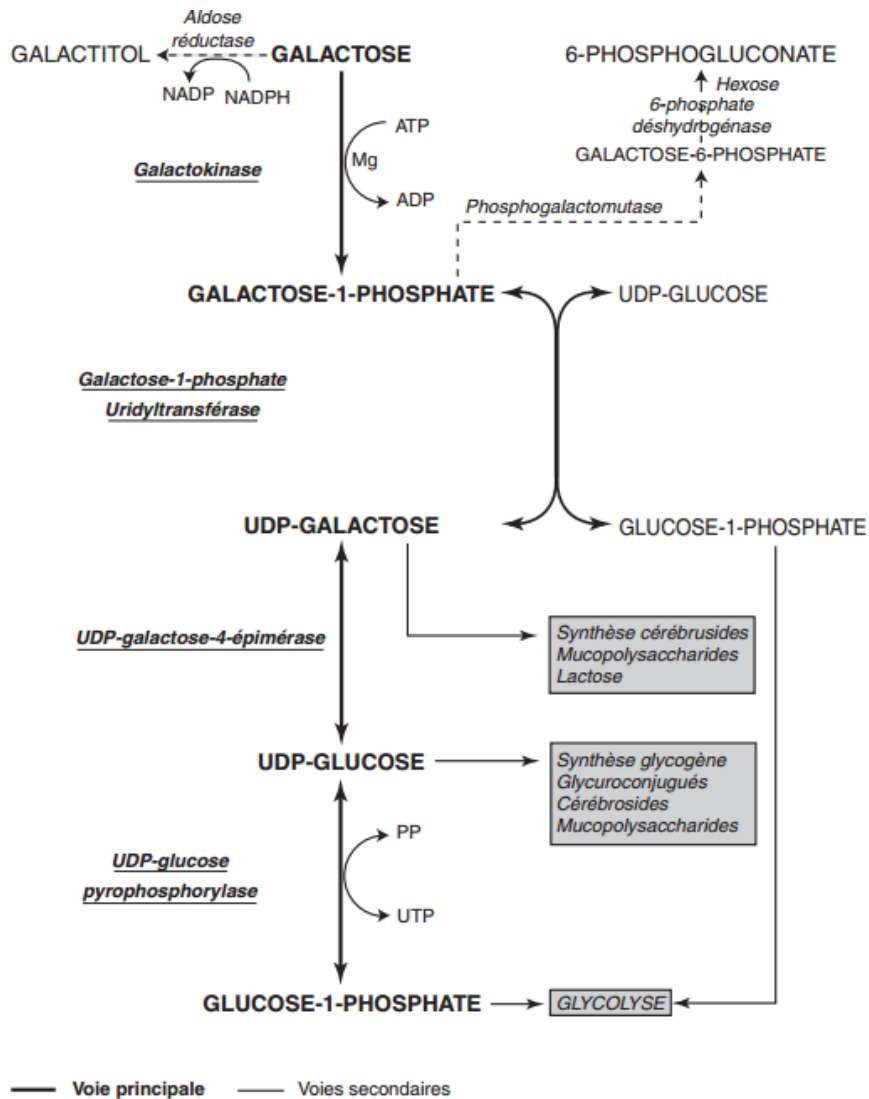 Aldose
réductase
GALACTITOL
GALACTOSE
6-PHOSPHOGLUCONATE
NADP
NADPH
Hexose
6-phosphate
déshydrogénase
GALACTOSE-6-PHOSPHATE
ATP
Mg
Galactokinase
ADP
Phosphogalactomutase
GALACTOSE-1-PHOSPHATE
UDP-GLUCOSE
Galactose-1-phosphate
Uridyltransférase
UDP-GALACTOSE
GLUCOSE-1-PHOSPHATE
UDP-galactose-4-épimérase
Synthèse cérébrusides
Mucopolysaccharides
Lactose
UDP-GLUCOSE
Synthèse glycogène
Glycuroconjugués
Cérébrosides
Mucopolysaccharides
PP
UDP-glucose
pyrophosphorylase
UTP
GLUCOSE-1-PHOSPHATE
GLYCOLYSE
Voie principale
Voies secondaires